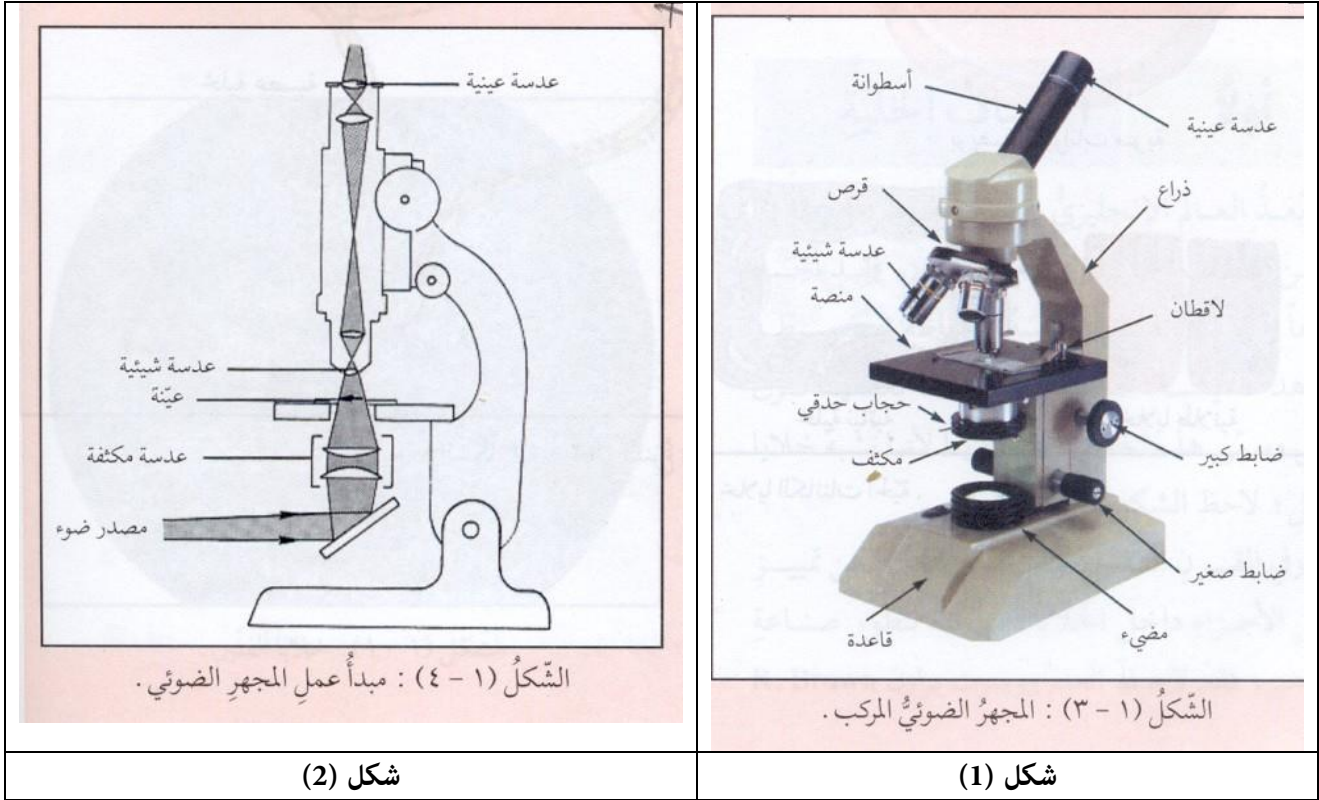 أسطوانة
عدسة عينية
قرص
ذراع
عدسة شيئية
منصة
لاقطان
حجاب حدقي
مكثف
ضابط كبير
ضابط صغير
مضيء
قاعدة
الشّكلُ (١ – ٣) : المجهرُ الضوئيُّ المركب .
شكل (1)
عدسة عينية
عدسة شيئية
عيّنة
عدسة مكثفة
مصدر ضوء
الشّكلُ (١ – ٤) : مبدأُ عملِ المجهرِ الضوئي .
شكل (2)